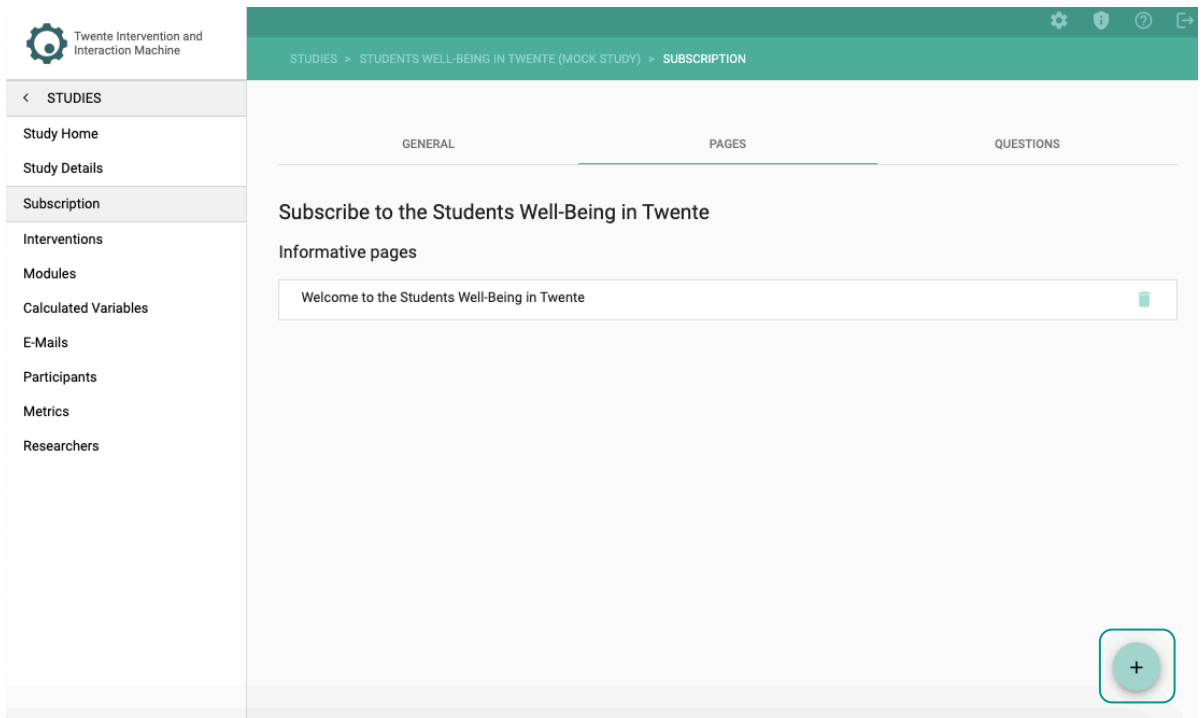 Twente Intervention and
Interaction Machine
STUDIES > STUDENTS WELL-BEING IN TWENTE (MOCK STUDY) > SUBSCRIPTION
< STUDIES
Study Home
Study Details
Subscription
Interventions
Modules
Calculated Variables
E-Mails
Participants
Metrics
Researchers
GENERAL PAGES QUESTIONS
Subscribe to the Students Well-Being in Twente
Informative pages
Welcome to the Students Well-Being in Twente
+